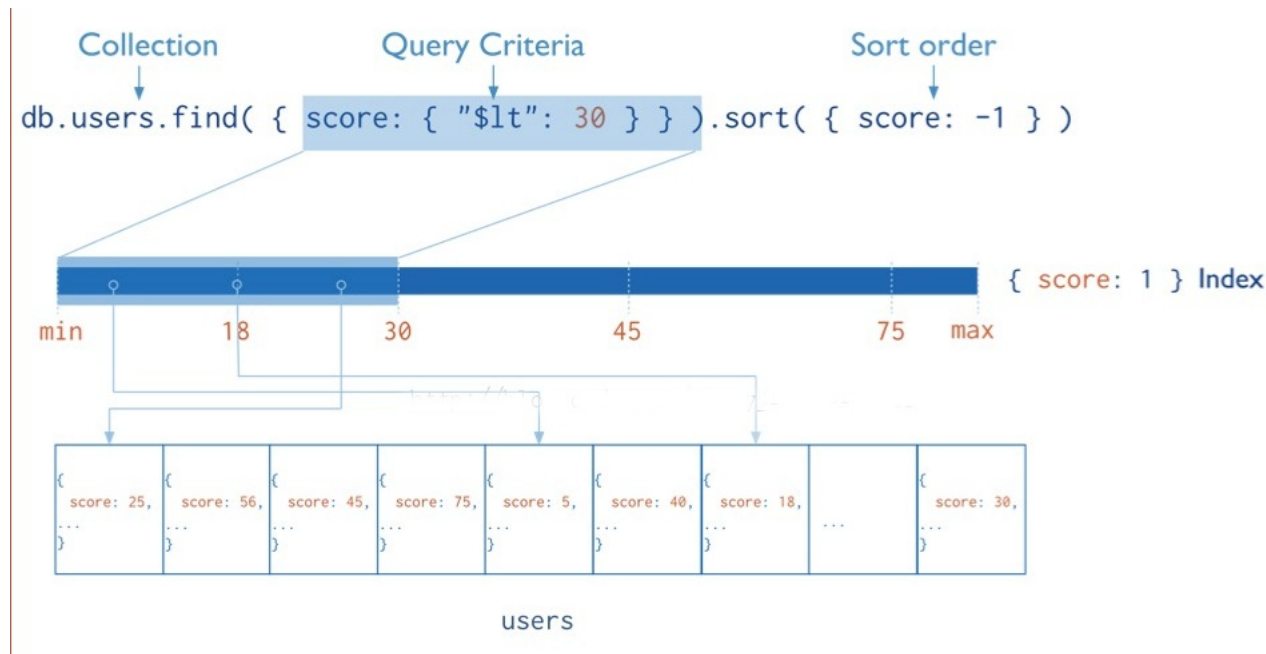 Collection Query Criteria Sort order
db.users.find( { score: { "$lt": 30 } } ).sort( { score: -1 } )
{ score: 1 } Index
min 18 30 45 75 max
{ { { { { { { {
score: 25, score: 56, score: 45, score: 75, score: 5, score: 40, score: 18, score: 30,
... ... ... ... ... ... ... ... ...
} } } } } } } }
users